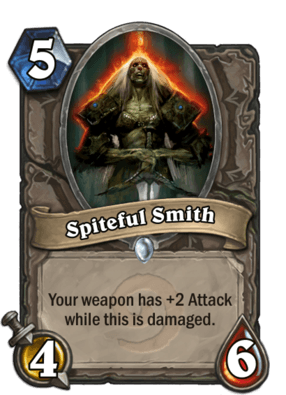 5
Spiteful Smith
Your weapon has +2 Attack
while this is damaged.
4
6